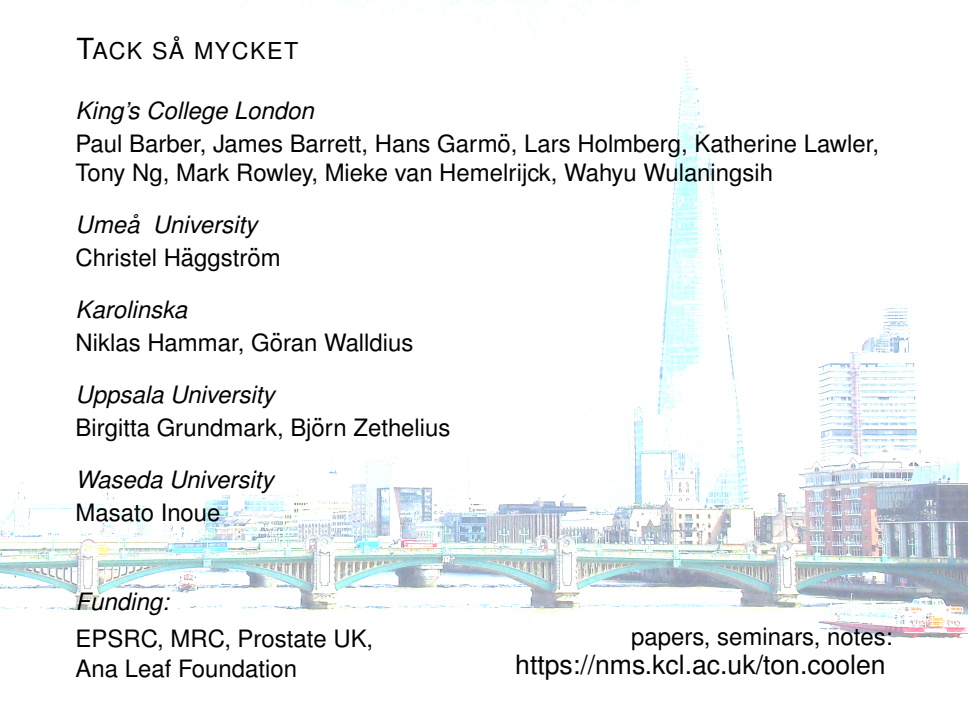 TACK SÅ MYCKET
King's College London
Paul Barber, James Barrett, Hans Garmö, Lars Holmberg, Katherine Lawler,
Tony Ng, Mark Rowley, Mieke van Hemelrijck, Wahyu Wulaningsih
Umeå University
Christel Häggström
Karolinska
Niklas Hammar, Göran Walldius
Uppsala University
Birgitta Grundmark, Björn Zethelius
Waseda University
Masato Inoue
Funding:
EPSRC, MRC, Prostate UK,
Ana Leaf Foundation
papers, seminars, notes:
https://nms.kcl.ac.uk/ton.coolen